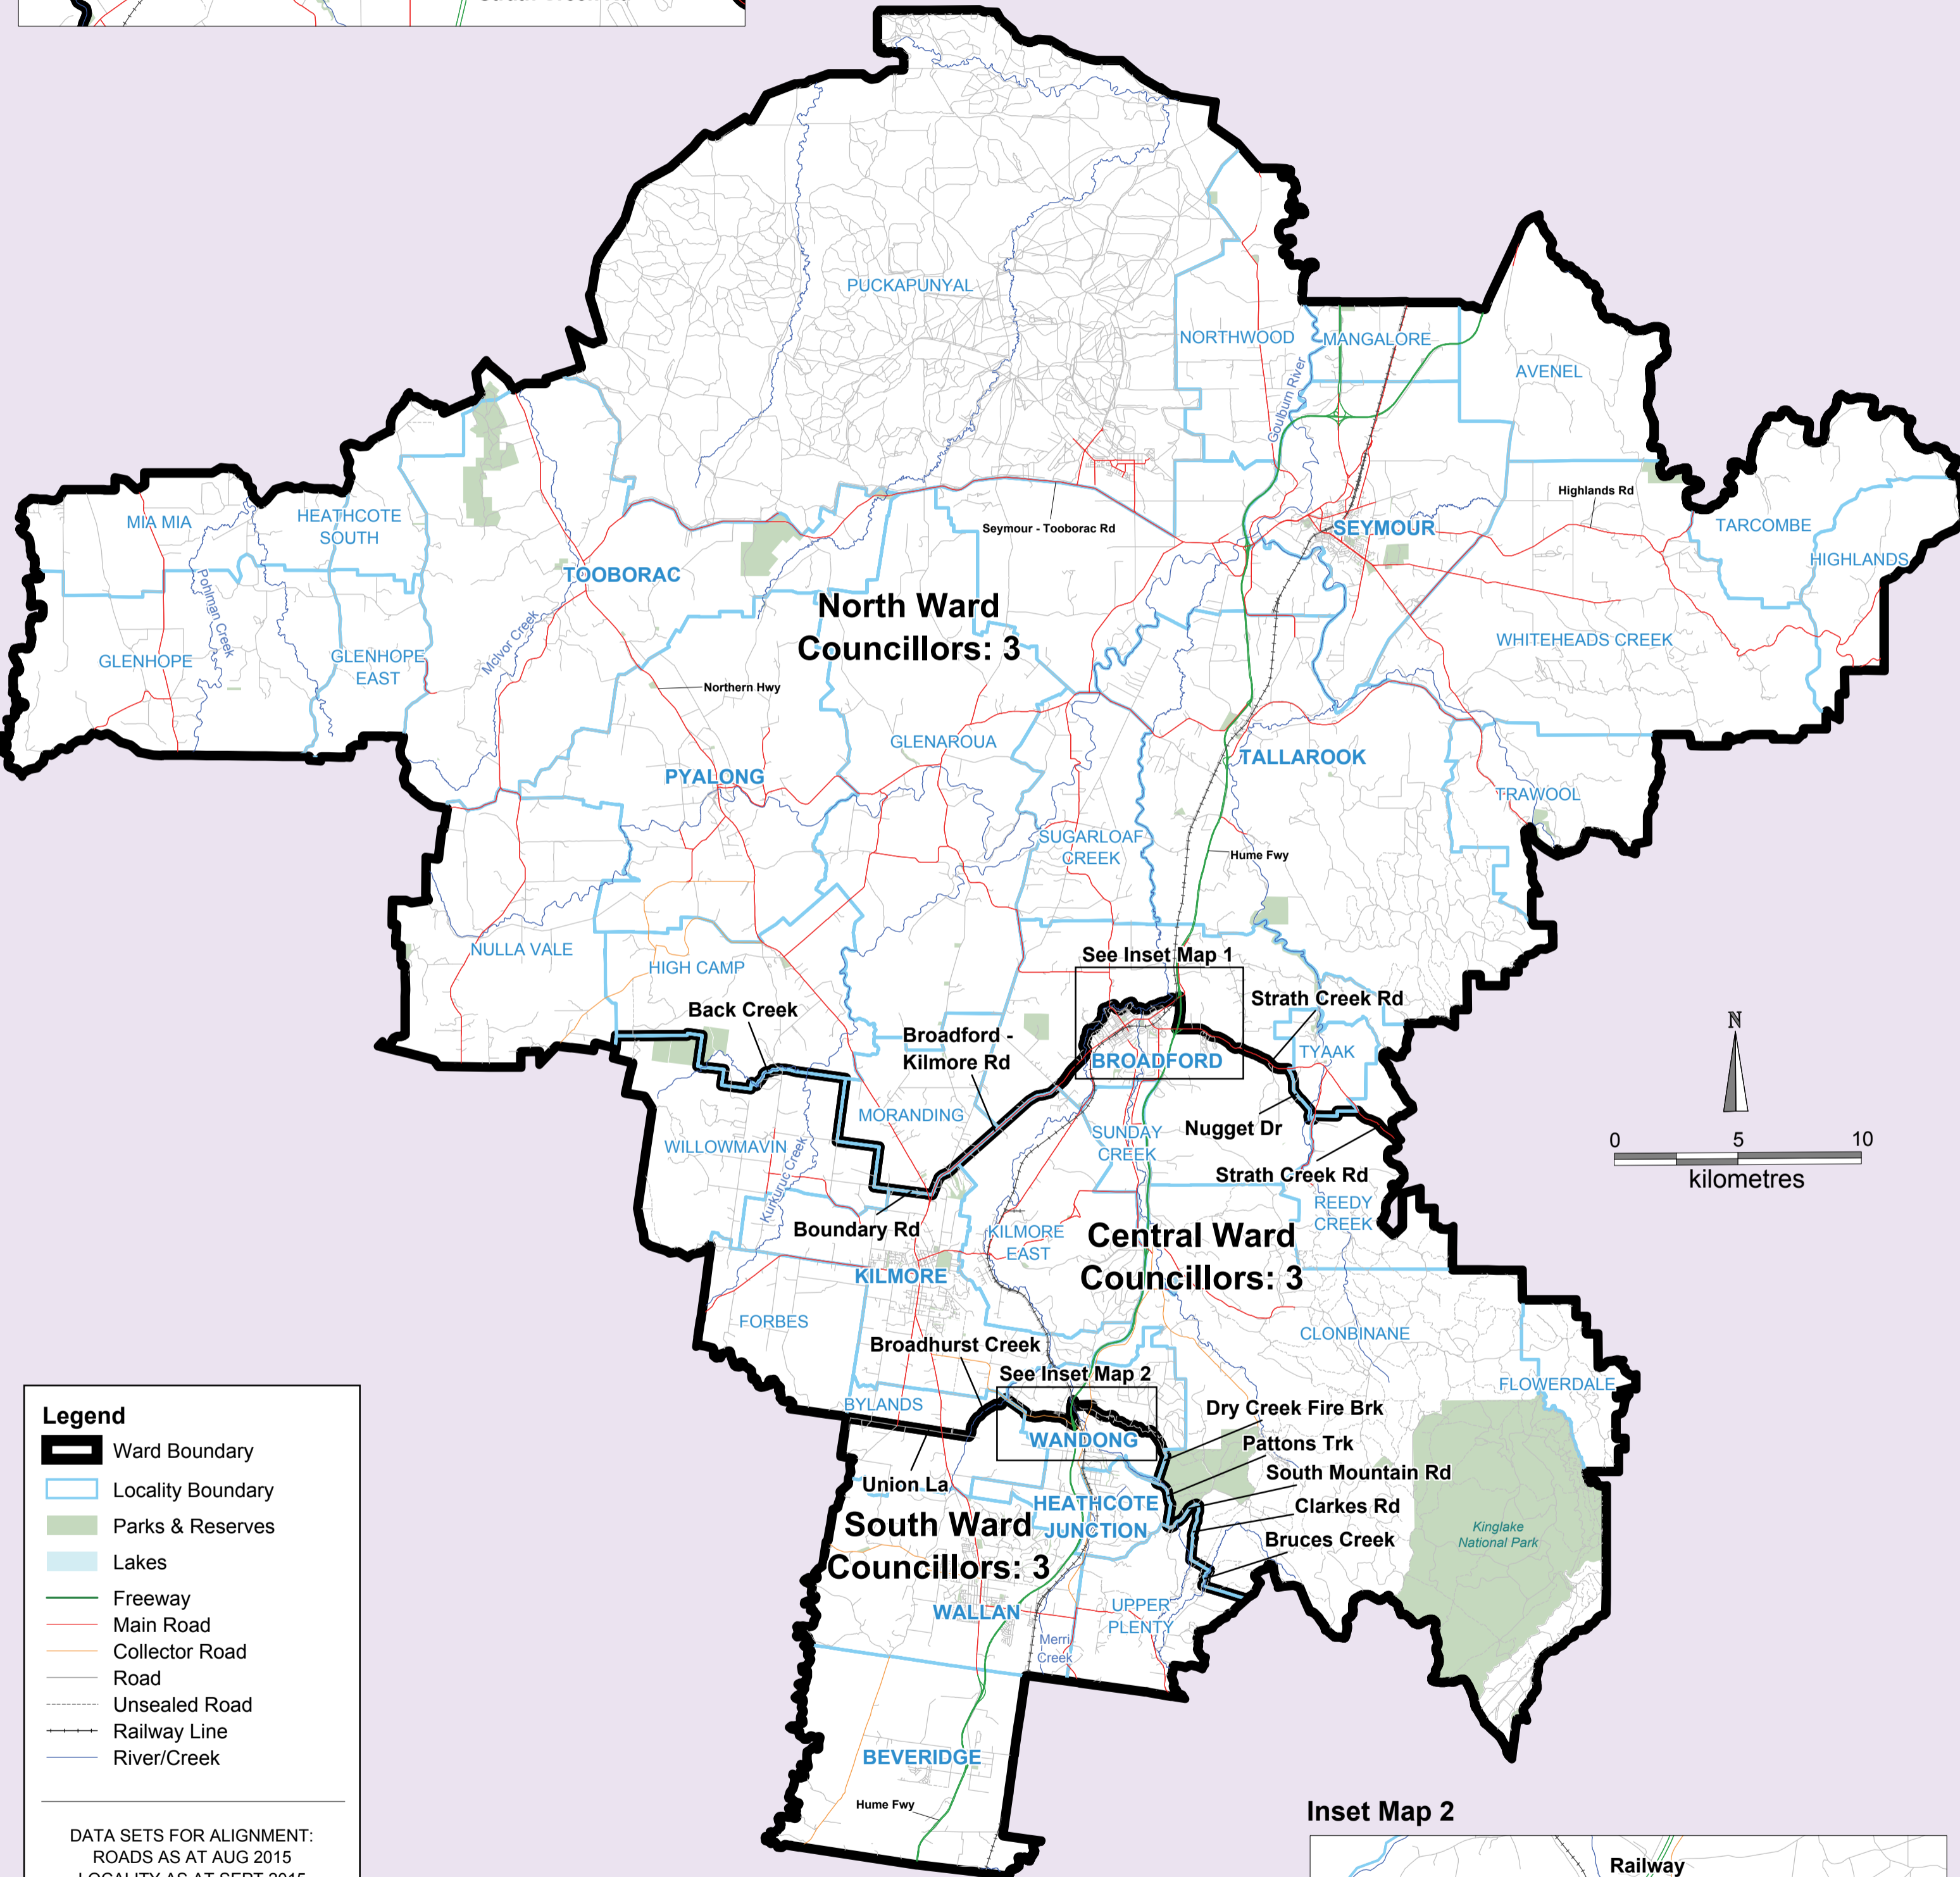 PUCKAPUNYAL
NORTHWOOD
MANGALORE
AVENEL
Goulburn River
Highlands Rd
MIA MIA
HEATHCOTE
SOUTH
Seymour - Tooborac Rd
SEYMOUR
TARCOMBE
HIGHLANDS
TOOBORAC
Pohlman Creek
McIvor Creek
North Ward
Councillors: 3
GLENHOPE
GLENHOPE
EAST
WHITEHEADS CREEK
Northern Hwy
GLENAROUA
TALLAROOK
PYALONG
TRAWOOL
SUGARLOAF
CREEK
Hume Fwy
NULLA VALE
HIGH CAMP
See Inset Map 1
Back Creek
Strath Creek Rd
Broadford -
Kilmore Rd
BROADFORD
TYAAK
MORANDING
Nugget Dr
SUNDAY
CREEK
WILLOWMAVIN
Kurkuruc Creek
Strath Creek Rd
REEDY
CREEK
Boundary Rd
KILMORE
EAST
Central Ward
Councillors: 3
KILMORE
FORBES
CLONBINANE
Broadhurst Creek
See Inset Map 2
FLOWERDALE
BYLANDS
Dry Creek Fire Brk
WANDONG
Pattons Trk
South Mountain Rd
Union La
HEATHCOTE
JUNCTION
Clarkes Rd
South Ward
Councillors: 3
Bruces Creek
Kinglake
National Park
WALLAN
UPPER
PLENTY
Merri
Creek
BEVERIDGE
Hume Fwy
N
0 5 10
kilometres
Legend
Ward Boundary
Locality Boundary
Parks & Reserves
Lakes
Freeway
Main Road
Collector Road
Road
Unsealed Road
Railway Line
River/Creek
DATA SETS FOR ALIGNMENT:
ROADS AS AT AUG 2015
LOCALITY AS AT SEPT 2015
Inset Map 2
Railway